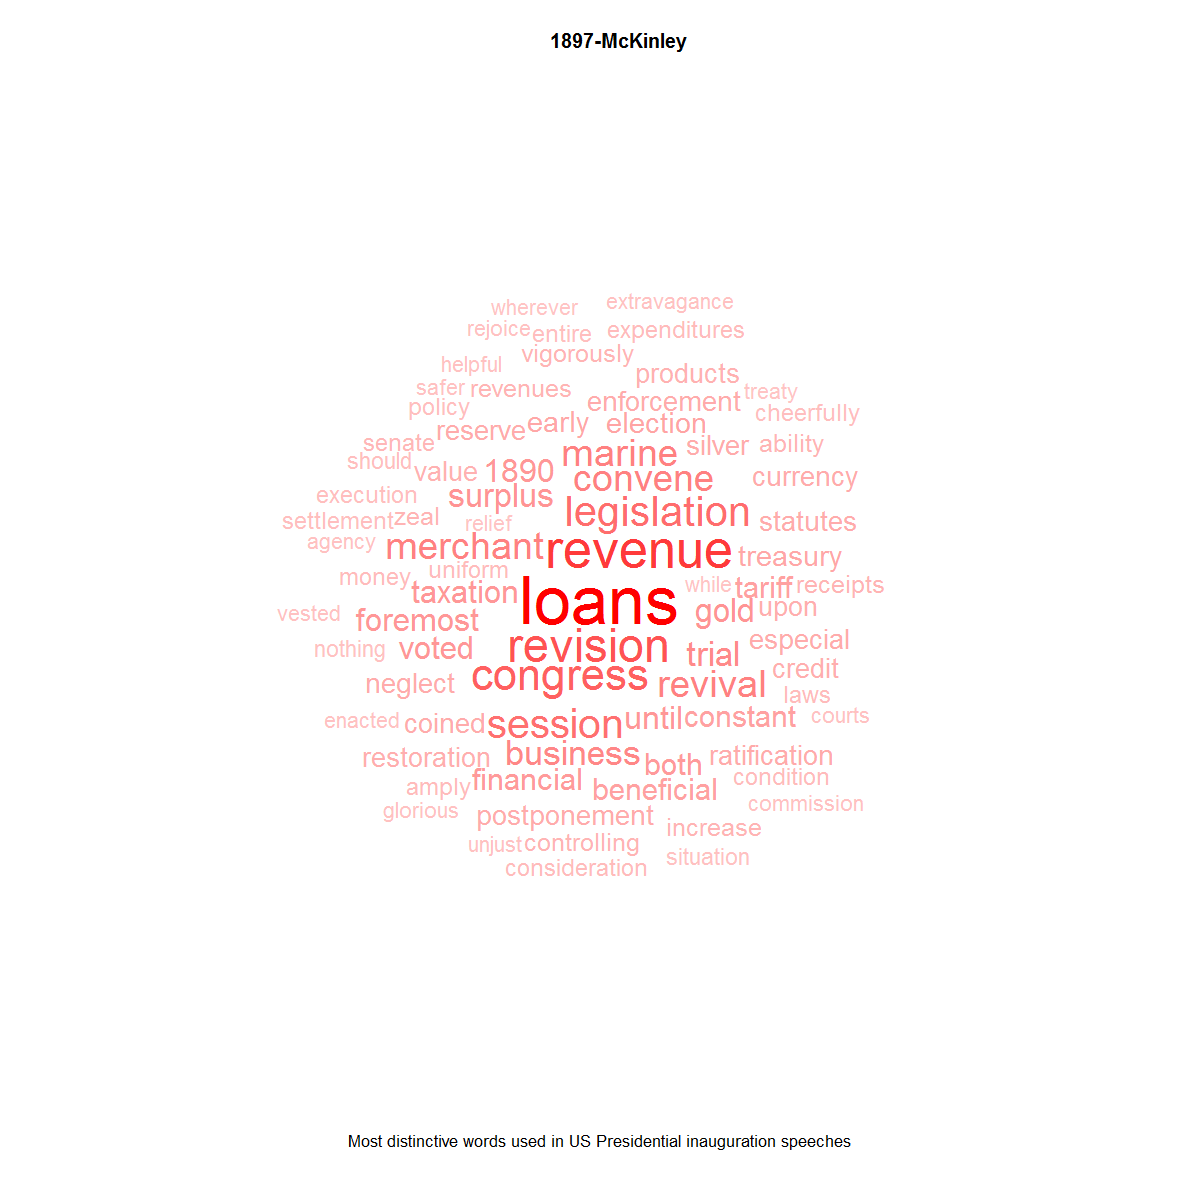 1897-McKinley
wherever extravagance
rejoice entire expenditures
helpful vigorously
products
safer revenues enforcement treaty
policy early election cheerfully
senate reserve marine silver ability
should value 1890 convene currency
execution surplus legislation
settlement zeal relief statutes
agency merchant revenue treasury
money uniform while tariff receipts
taxation loans gold upon
vested foremost
nothing voted revision trial especial
neglect congress revival credit
laws
enacted coined session until constant courts
restoration business both ratification
amply financial beneficial condition
glorious postponement commission
increase
unjust controlling
consideration situation
Most distinctive words used in US Presidential inauguration speeches